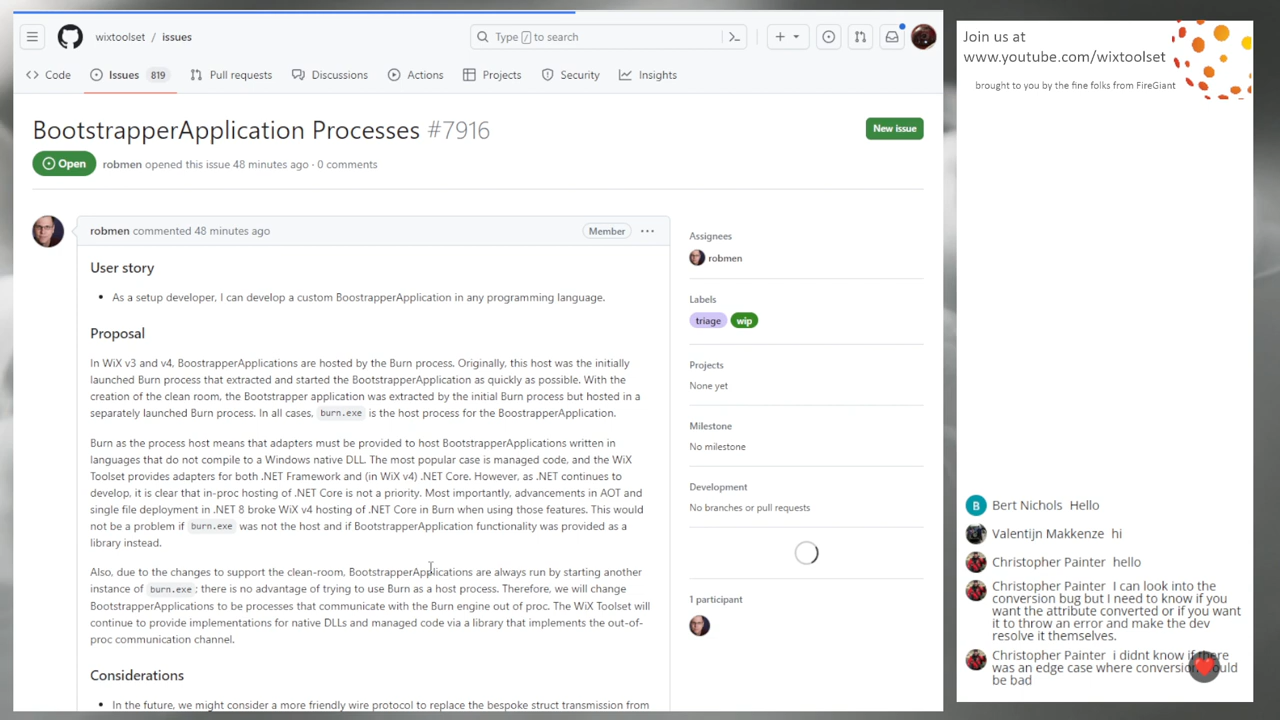 wixtoolset / issues
Type / to search
Code
Issues 819
Pull requests
Discussions
Actions
Projects
Security
Insights
BootstrapperApplication Processes #7916
New issue
Open
robmen opened this issue 48 minutes ago · 0 comments
robmen commented 48 minutes ago
Member
User story
• As a setup developer, I can develop a custom BoostrapperApplication in any programming language.
Proposal
In WiX v3 and v4, BoostrapperApplications are hosted by the Burn process. Originally, this host was the initially
launched Burn process that extracted and started the BootstrapperApplication as quickly as possible. With the
creation of the clean room, the Bootstrapper application was extracted by the initial Burn process but hosted in a
separately launched Burn process. In all cases, burn.exe is the host process for the BoostrapperApplication.
Burn as the process host means that adapters must be provided to host BootstrapperApplications written in
languages that do not compile to a Windows native DLL. The most popular case is managed code, and the WiX
Toolset provides adapters for both .NET Framework and (in WiX v4) .NET Core. However, as .NET continues to
develop, it is clear that in-proc hosting of .NET Core is not a priority. Most importantly, advancements in AOT and
single file deployment in .NET 8 broke WiX v4 hosting of .NET Core in Burn when using those features. This would
not be a problem if burn.exe was not the host and if BootstrapperApplication functionality was provided as a
library instead.
Also, due to the changes to support the clean-room, BootstrapperApplications are always run by starting another
instance of burn.exe; there is no advantage of trying to use Burn as a host process. Therefore, we will change
BootstrapperApplications to be processes that communicate with the Burn engine out of proc. The WiX Toolset will
continue to provide implementations for native DLLs and managed code via a library that implements the out-of-
proc communication channel.
Considerations
• In the future, we might consider a more friendly wire protocol to replace the bespoke struct transmission from
Assignees
robmen
Labels
triage wip
Projects
None yet
Milestone
No milestone
Development
No branches or pull requests
1 participant
Join us at
www.youtube.com/wixtoolset
brought to you by the fine folks from FireGiant
B Bert Nichols Hello
Valentijn Makkenze hi
Christopher Painter hello
Christopher Painter I can look into the
conversion bug but I need to know if you
want the attribute converted or if you want
it to throw an error and make the dev
resolve it themselves.
Christopher Painter i didnt know if there
was an edge case where conversion would
be bad